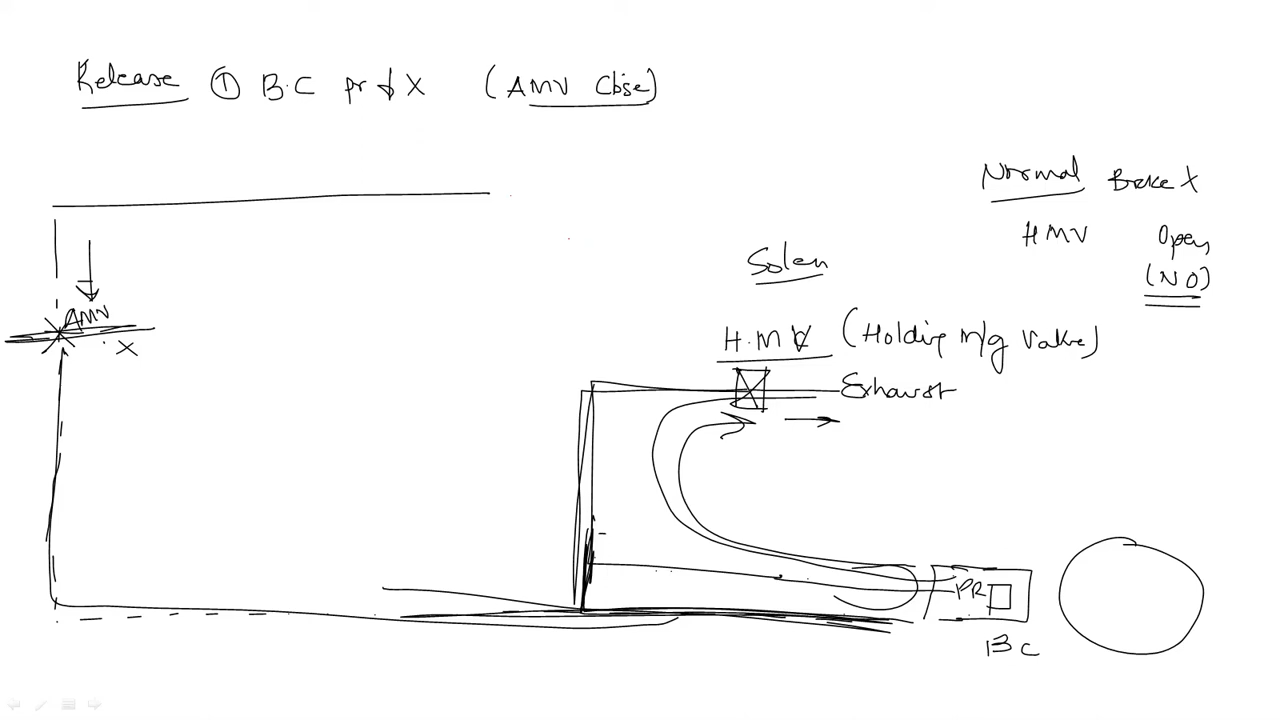 Release ① B.C pr ↓ X (AMV Close)
Normal Brake X
HMV Open
(NO)
Solen
AMV
X
H.M V (Holding m/g Valve)
Exhaust
PR
BC